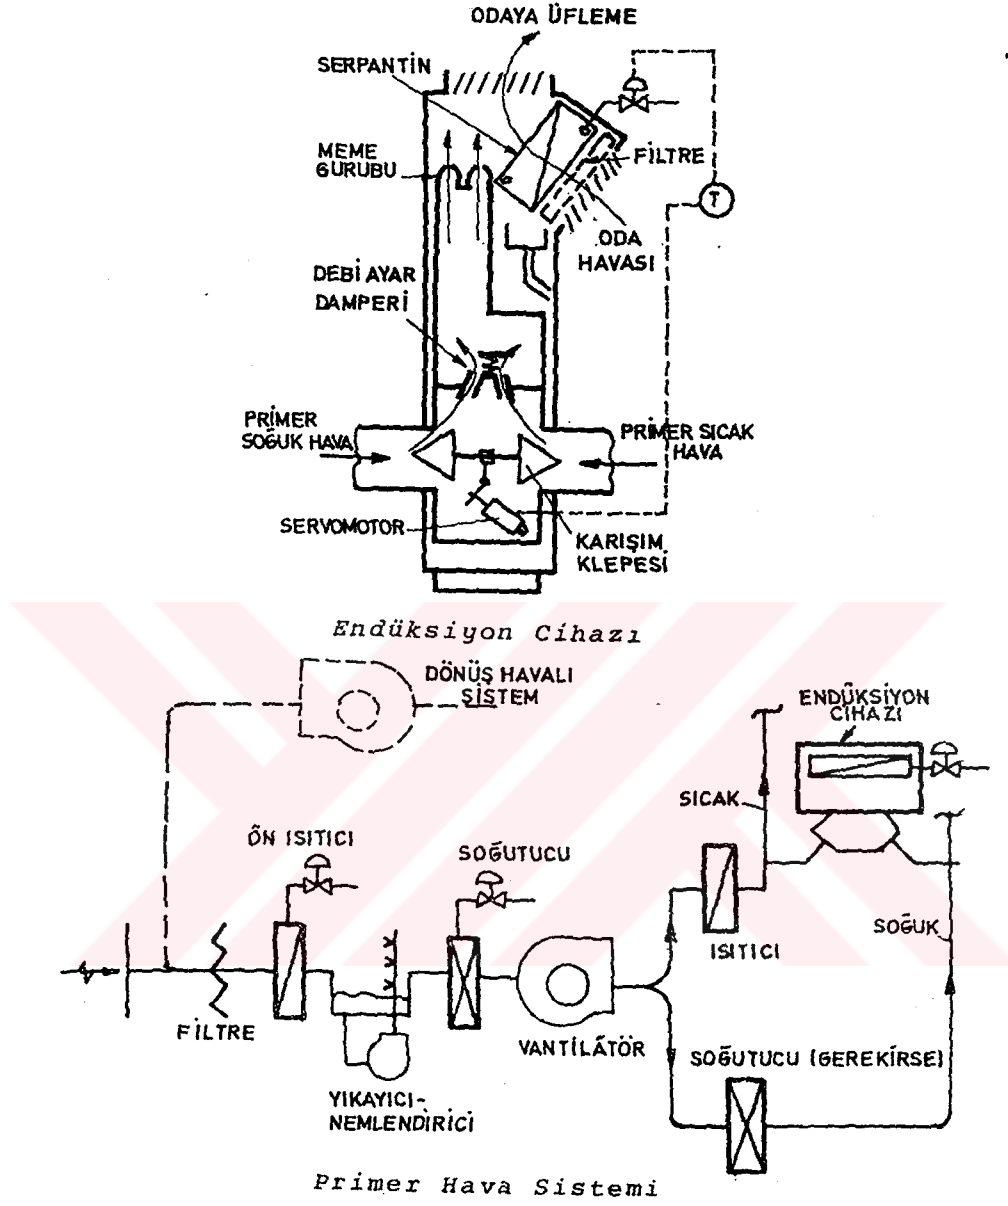 ODAYA ÜFLEME
SERPANTİN
MEME
GURUBU
FİLTRE
T
ODA
HAVASI
DEBİ AYAR
DAMPERİ
PRİMER
SOĞUK HAVA
PRİMER SICAK
HAVA
SERVOMOTOR
KARIŞIM
KLEPESİ
Endüksiyon Cihazı
DÖNÜŞ HAVALI
SİSTEM
ENDÜKSİYON
CİHAZI
SICAK
ÖN ISITICI
SOĞUTUCU
SOĞUK
ISITICI
FİLTRE
VANTİLÂTÖR
SOĞUTUCU (GEREKİRSE)
YIKAYICI-
NEMLENDİRİCİ
Primer Hava Sistemi